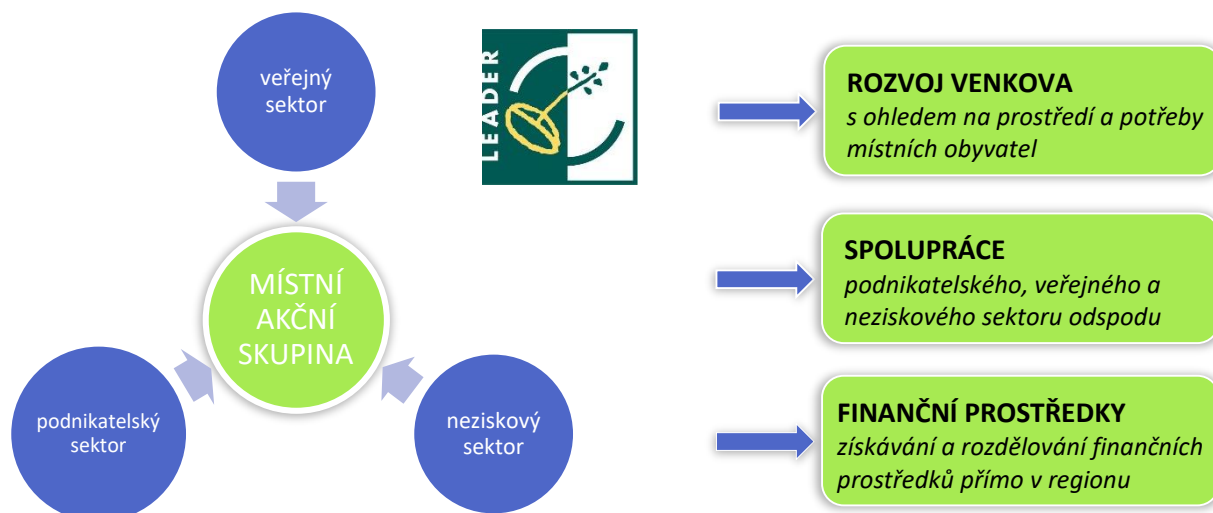 veřejný
sektor
MÍSTNÍ
AKČNÍ
SKUPINA
podnikatelský
sektor
neziskový
sektor
LEADER
ROZVOJ VENKOVA
s ohledem na prostředí a potřeby
místních obyvatel
SPOLUPRÁCE
podnikatelského, veřejného a
neziskového sektoru odspodu
FINANČNÍ PROSTŘEDKY
získávání a rozdělování finančních
prostředků přímo v regionu